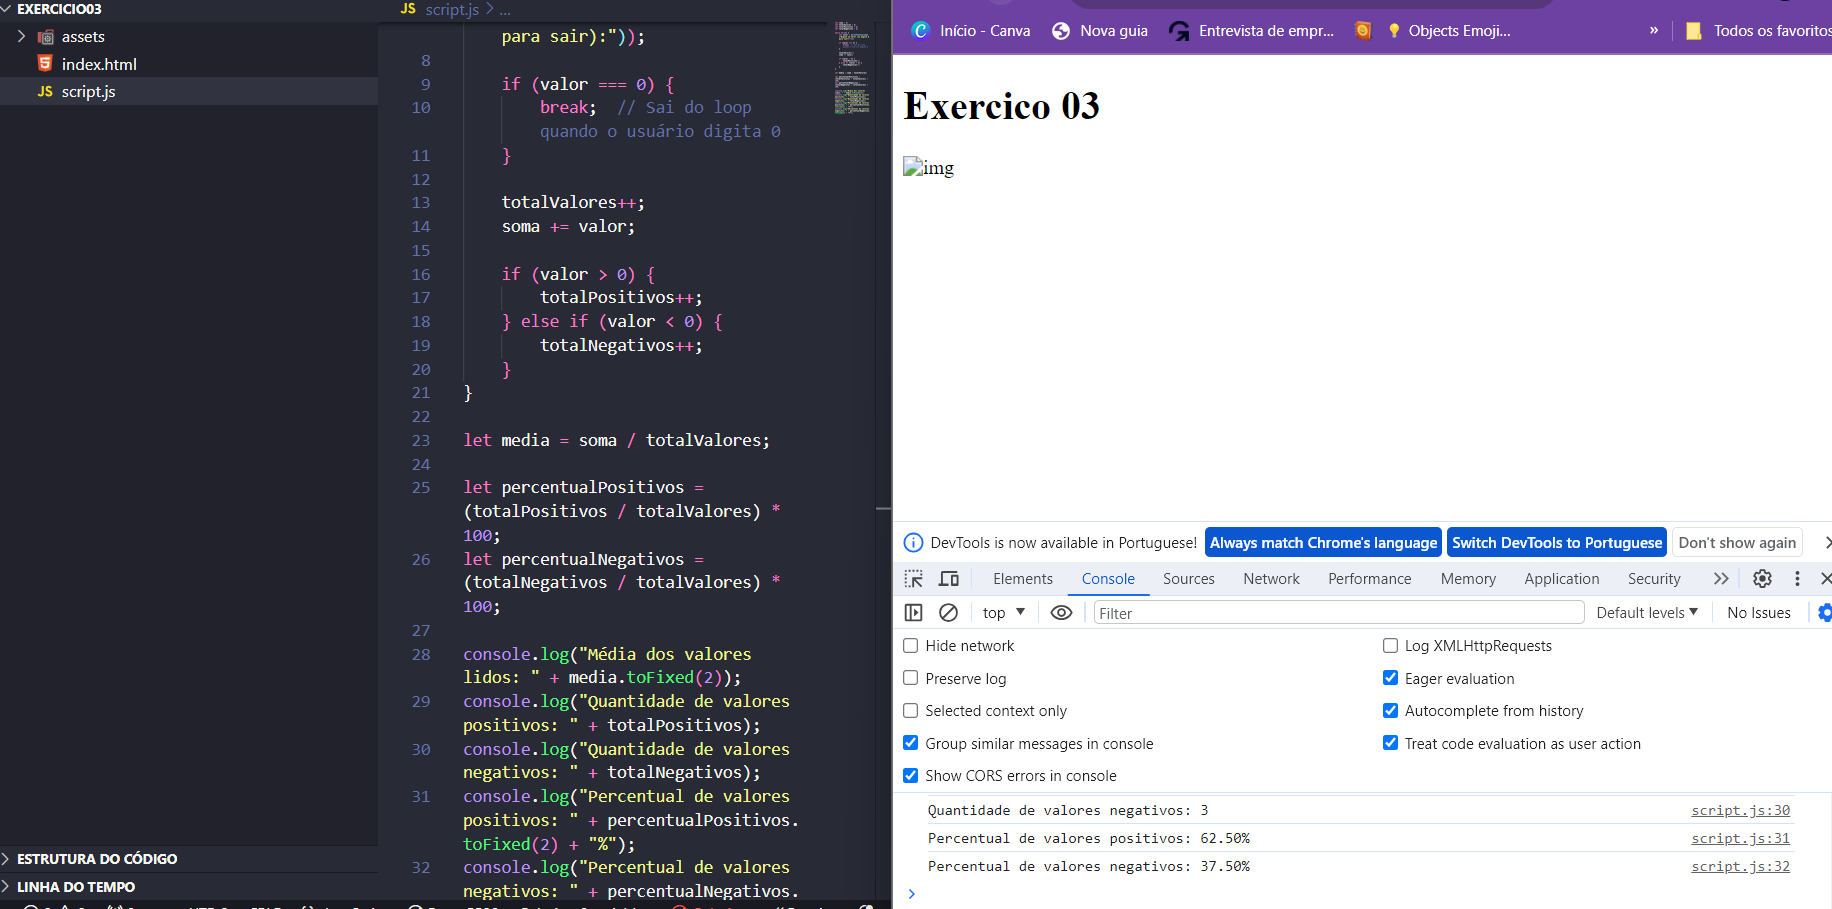 EXERCICIO03
assets
index.html
JS script.js
ESTRUTURA DO CÓDIGO
LINHA DO TEMPO
JS script.js > ...
para sair):"));
8
9 if (valor === 0) {
10 break; // Sai do loop
quando o usuário digita 0
11 }
12
13 totalValores++;
14 soma += valor;
15
16 if (valor > 0) {
17 totalPositivos++;
18 } else if (valor < 0) {
19 totalNegativos++;
20 }
21 }
22
23 let media = soma / totalValores;
24
25 let percentualPositivos =
(totalPositivos / totalValores) *
100;
26 let percentualNegativos =
(totalNegativos / totalValores) *
100;
27
28 console.log("Média dos valores
lidos: " + media.toFixed(2));
29 console.log("Quantidade de valores
positivos: " + totalPositivos);
30 console.log("Quantidade de valores
negativos: " + totalNegativos);
31 console.log("Percentual de valores
positivos: " + percentualPositivos.
toFixed(2) + "%");
32 console.log("Percentual de valores
negativos: " + percentualNegativos.
Início - Canva Nova guia Entrevista de empr... Objects Emoji... » Todos os favoritos
Exercico 03
img
DevTools is now available in Portuguese! Always match Chrome's language Switch DevTools to Portuguese Don't show again
Elements Console Sources Network Performance Memory Application Security
top Filter Default levels No Issues
Hide network Log XMLHttpRequests
Preserve log Eager evaluation
Selected context only Autocomplete from history
Group similar messages in console Treat code evaluation as user action
Show CORS errors in console
Quantidade de valores negativos: 3 script.js:30
Percentual de valores positivos: 62.50% script.js:31
Percentual de valores negativos: 37.50% script.js:32